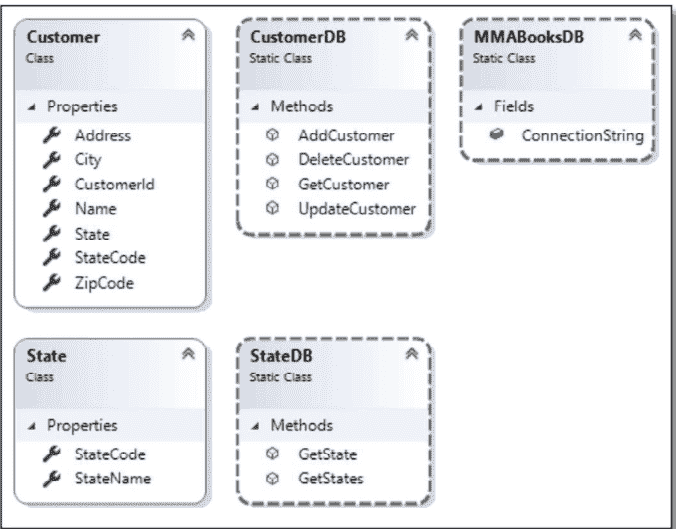 Customer
Class
Properties
Address
City
CustomerId
Name
State
StateCode
ZipCode
CustomerDB
Static Class
Methods
AddCustomer
DeleteCustomer
GetCustomer
UpdateCustomer
MMABooksDB
Static Class
Fields
ConnectionString
State
Class
Properties
StateCode
StateName
StateDB
Static Class
Methods
GetState
GetStates